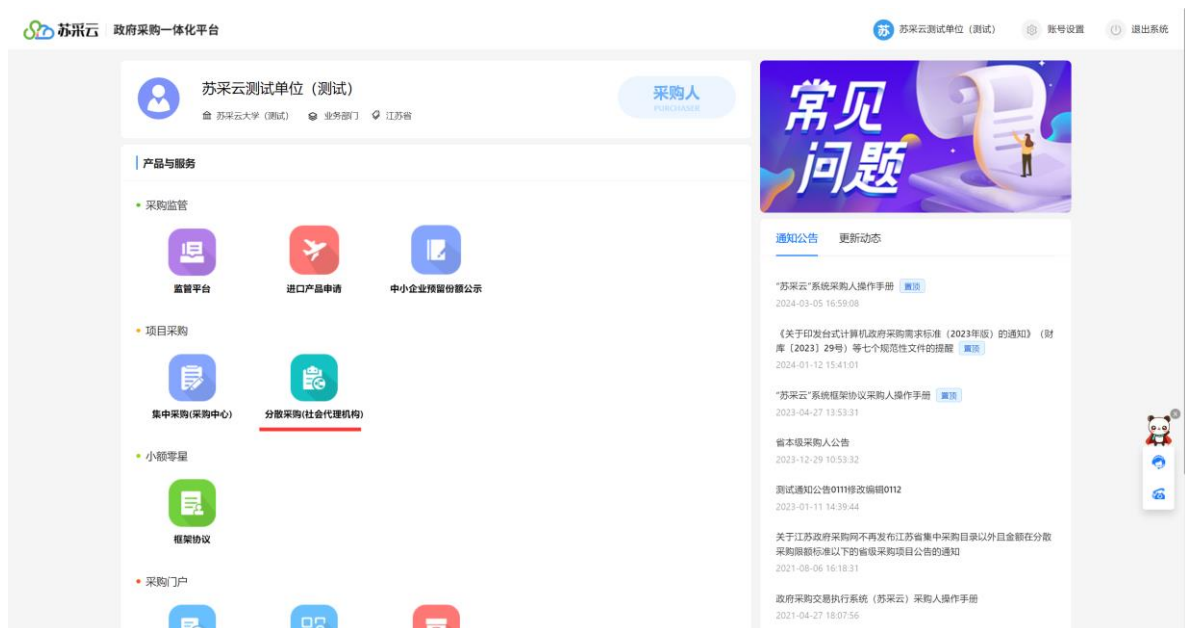 苏采云 政府采购一体化平台
苏 苏采云测试单位（测试） 账号设置 退出系统
苏采云测试单位（测试）
苏采云大学（测试） 业务部门 江苏省
采购人
PURCHASER
产品与服务
采购监管
监管平台 进口产品申请 中小企业预留份额公示
项目采购
集中采购(采购中心) 分散采购(社会代理机构)
小额零星
框架协议
采购门户
常见
问题
通知公告 更新动态
“苏采云”系统采购人操作手册 置顶
2024-03-05 16:59:08
《关于印发台式计算机政府采购需求标准（2023年版）的通知》（财
库〔2023〕29号）等七个规范性文件的提醒 置顶
2024-01-12 15:41:01
“苏采云”系统框架协议采购人操作手册 置顶
2023-04-27 13:53:31
省本级采购人公告
2023-12-29 10:53:32
测试通知公告0111修改编辑0112
2023-01-11 14:39:44
关于江苏政府采购网不再发布江苏省集中采购目录以外且金额在分散
采购限额标准以下的省级采购项目公告的通知
2021-08-06 16:18:31
政府采购交易执行系统（苏采云）采购人操作手册
2021-04-27 18:07:56